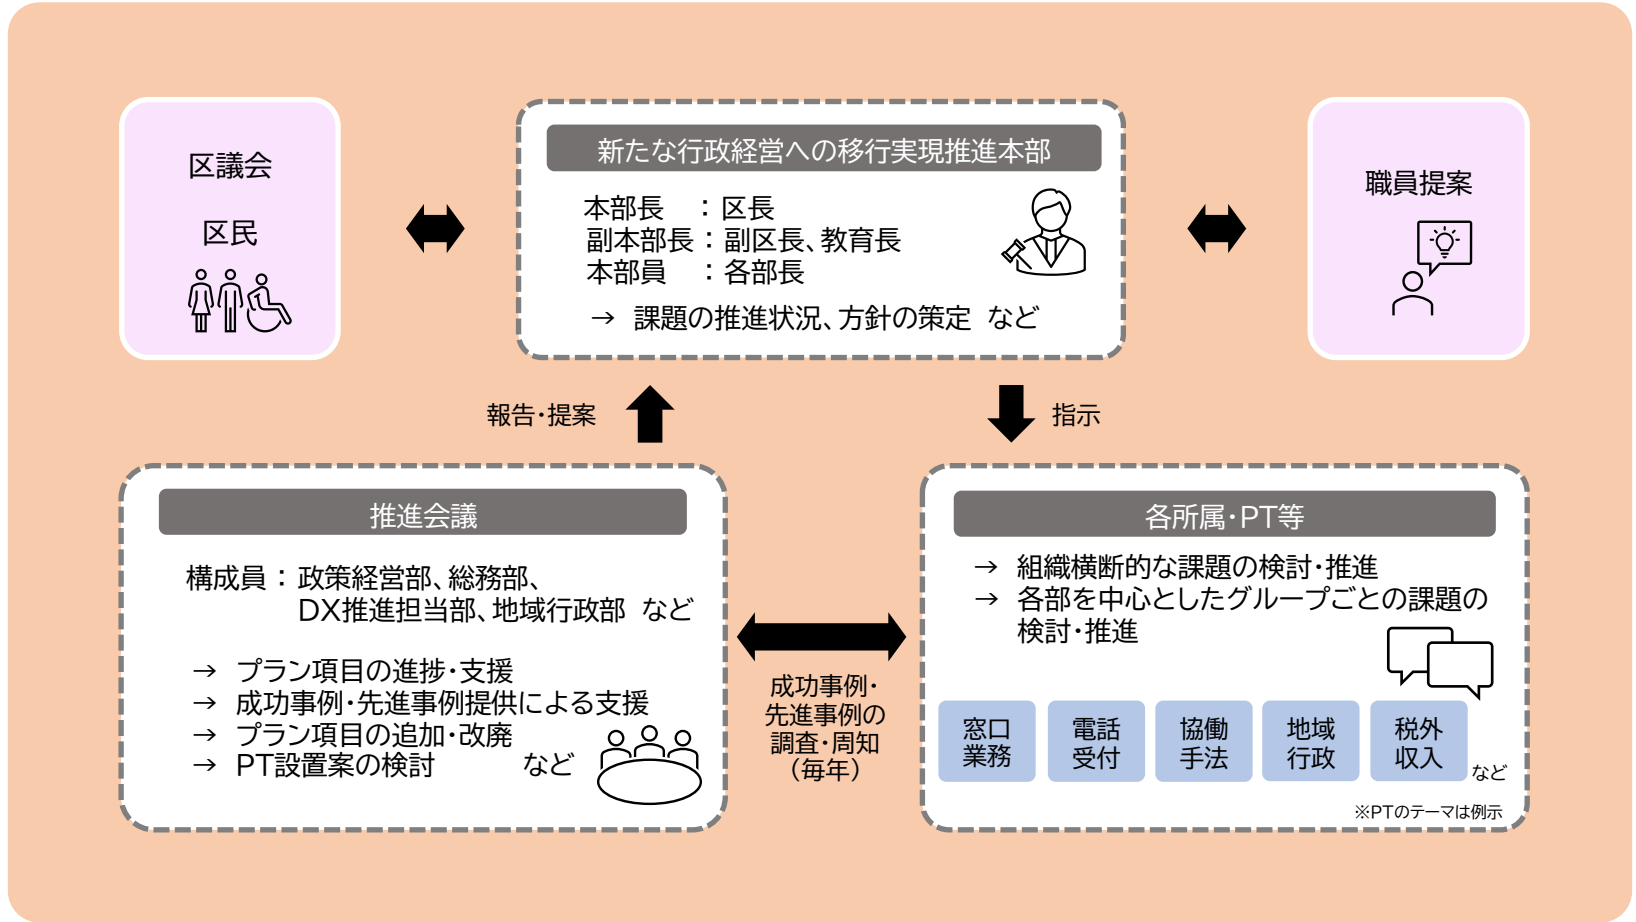 区議会
区民
新たな行政経営への移行実現推進本部
本部長 ：区長
副本部長：副区長、教育長
本部員 ：各部長
→ 課題の推進状況、方針の策定 など
職員提案
報告・提案
指示
推進会議
構成員：政策経営部、総務部、
DX推進担当部、地域行政部 など
→ プラン項目の進捗・支援
→ 成功事例・先進事例提供による支援
→ プラン項目の追加・改廃
→ PT設置案の検討 など
成功事例・
先進事例の
調査・周知
（毎年）
各所属・PT等
→ 組織横断的な課題の検討・推進
→ 各部を中心としたグループごとの課題の
検討・推進
窓口
業務
電話
受付
協働
手法
地域
行政
税外
収入
など
※PTのテーマは例示